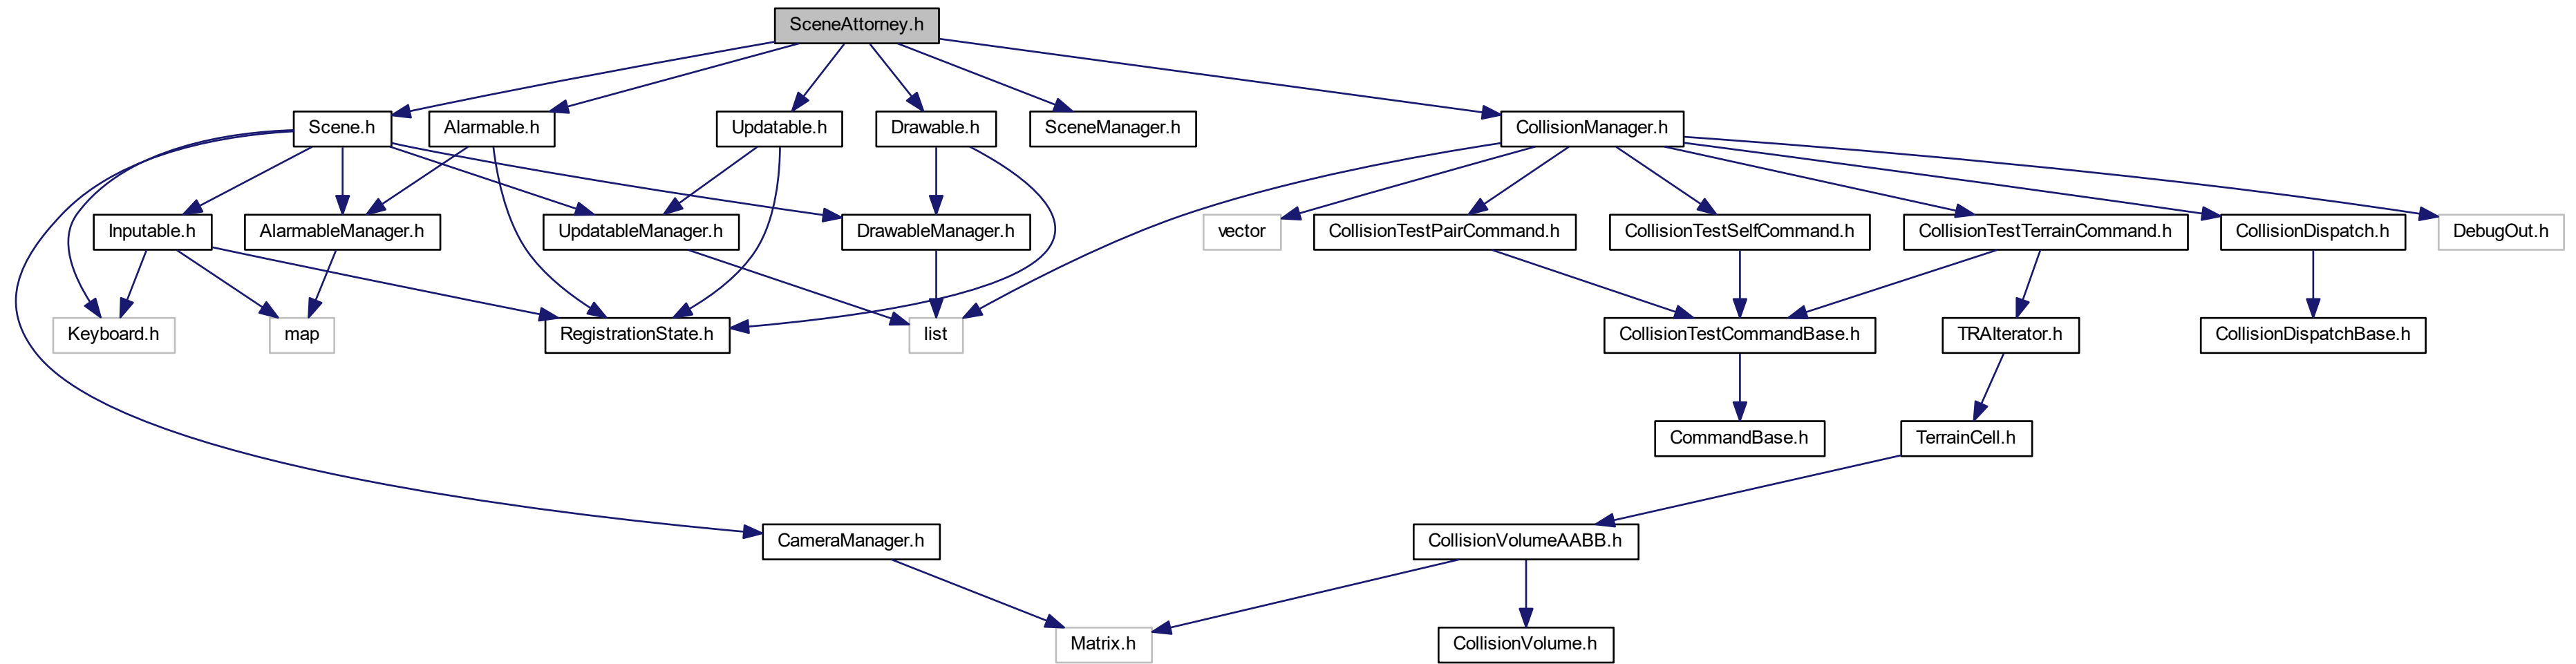 SceneAttorney.h
Scene.h
Alarmable.h
Updatable.h
Drawable.h
SceneManager.h
CollisionManager.h
Inputable.h
AlarmableManager.h
UpdatableManager.h
DrawableManager.h
vector
CollisionTestPairCommand.h
CollisionTestSelfCommand.h
CollisionTestTerrainCommand.h
CollisionDispatch.h
DebugOut.h
Keyboard.h
map
RegistrationState.h
list
CollisionTestCommandBase.h
TRAIterator.h
CollisionDispatchBase.h
CommandBase.h
TerrainCell.h
CameraManager.h
CollisionVolumeAABB.h
Matrix.h
CollisionVolume.h